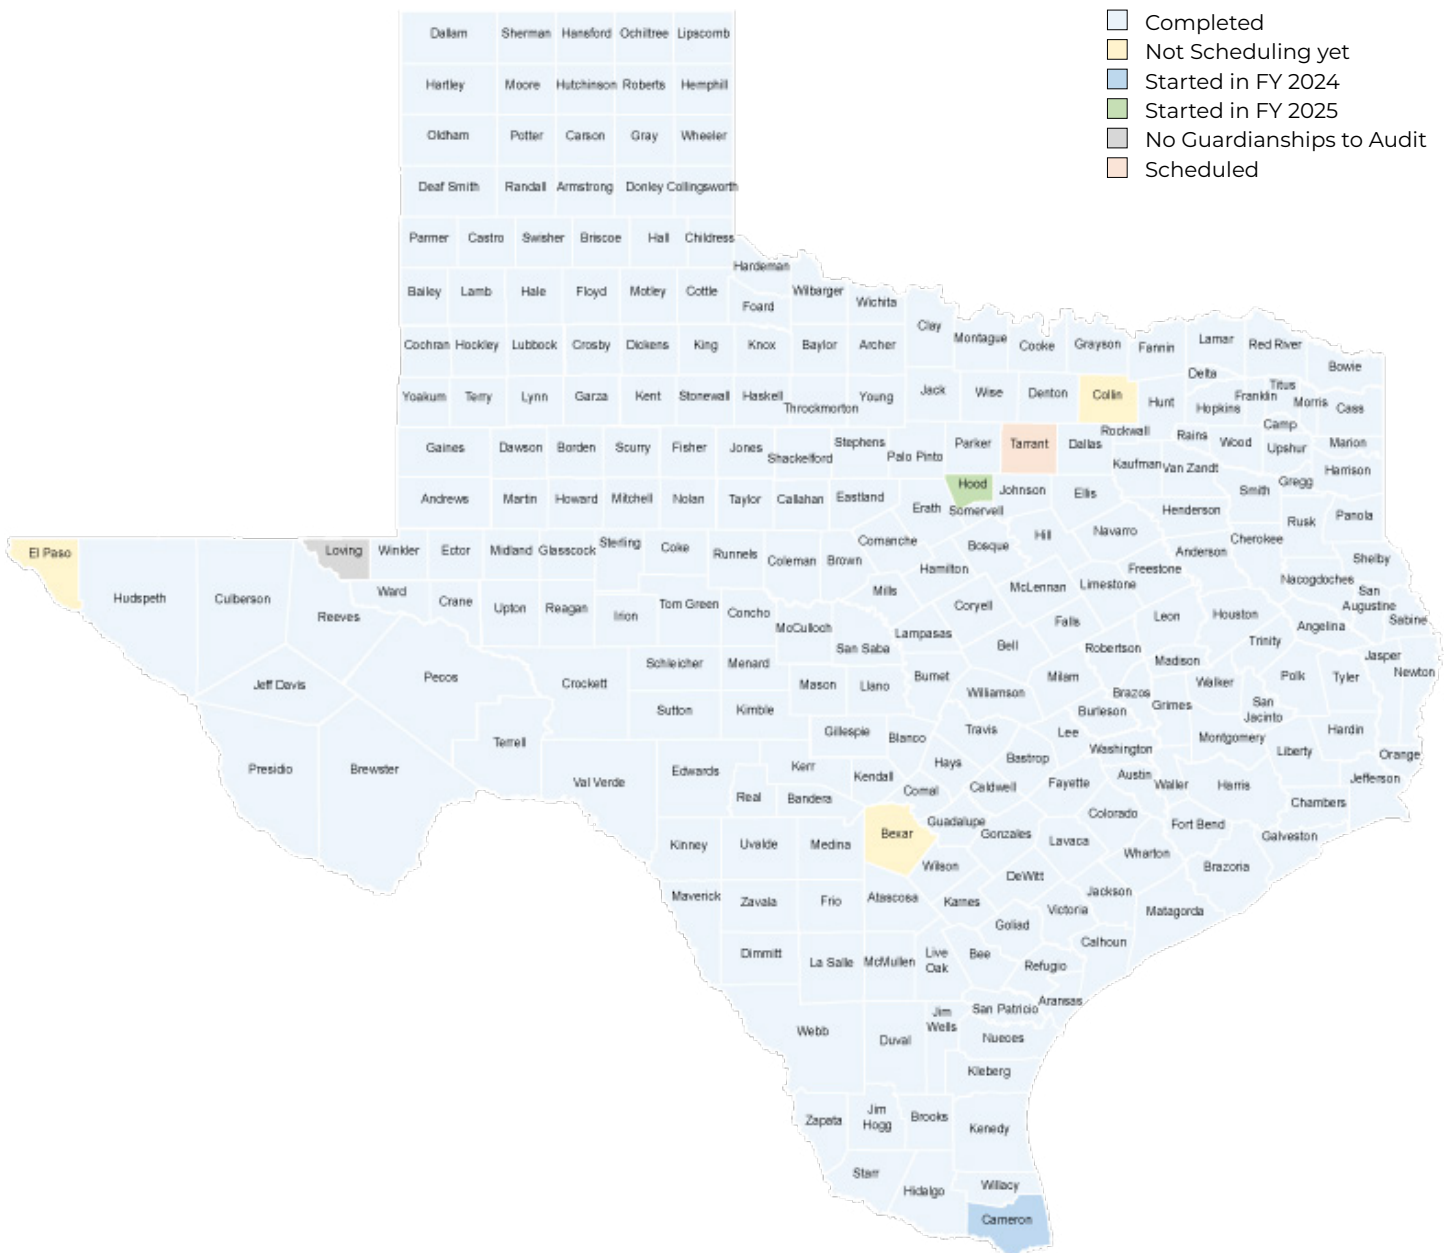 Completed
Not Scheduling yet
Started in FY 2024
Started in FY 2025
No Guardianships to Audit
Scheduled
Dallam Sherman Hansford Ochiltree Lipscomb
Hartley Moore Hutchinson Roberts Hemphill
Oldham Potter Carson Gray Wheeler
Deaf Smith Randall Armstrong Donley Collingsworth
Parmer Castro Swisher Briscoe Hall Childress
Hardeman
Bailey Lamb Hale Floyd Motley Cottle Wilbarger
Foard Wichita
Clay
Cochran Hockley Lubbock Crosby Dickens King Knox Baylor Archer Montague Cooke Grayson Fannin Lamar Red River
Bowie
Delta
Yoakum Terry Lynn Garza Kent Stonewall Haskell Throckmorton Young Jack Wise Denton Collin Hunt Hopkins Franklin Titus Morris Cass
Camp
Gaines Dawson Borden Scurry Fisher Jones Shackelford Stephens Palo Pinto Parker Tarrant Dallas Rockwall Rains Wood Upshur Marion
Kaufman Van Zandt Harrison
Andrews Martin Howard Mitchell Nolan Taylor Callahan Eastland Hood Johnson Ellis Smith Gregg
Erath Somervell Henderson Rusk Panola
El Paso Loving Winkler Ector Midland Glasscock Sterling Coke Runnels Coleman Brown Comanche Bosque Hill Navarro Cherokee
Hamilton Freestone Anderson Shelby
Hudspeth Culberson Reeves Ward Crane Upton Reagan Irion Tom Green Concho Mills McLennan Limestone Nacogdoches San
Augustine
Coryell Falls Leon Houston Angelina Sabine
McCulloch San Saba Lampasas Bell Robertson Trinity
Jeff Davis Pecos Crockett Schleicher Menard Madison Jasper
Mason Llano Burnet Williamson Milam Brazos Walker Polk Tyler Newton
Sutton Kimble Burleson Grimes San
Jacinto
Terrell Gillespie Blanco Travis Lee Montgomery Hardin
Presidio Brewster Val Verde Edwards Kerr Kendall Hays Bastrop Washington Liberty Orange
Real Bandera Comal Caldwell Fayette Austin Waller Harris Jefferson
Chambers
Kinney Uvalde Medina Bexar Guadalupe Gonzales Lavaca Colorado Fort Bend Galveston
Wilson Wharton Brazoria
Maverick Zavala Frio Atascosa Karnes DeWitt Jackson
Goliad Victoria Matagorda
Dimmitt La Salle McMullen Live
Oak
Bee Refugio Calhoun
Webb Duval Jim
Wells
San Patricio Aransas
Nueces
Kleberg
Zapata Jim
Hogg
Brooks Kenedy
Starr Hidalgo Willacy
Cameron